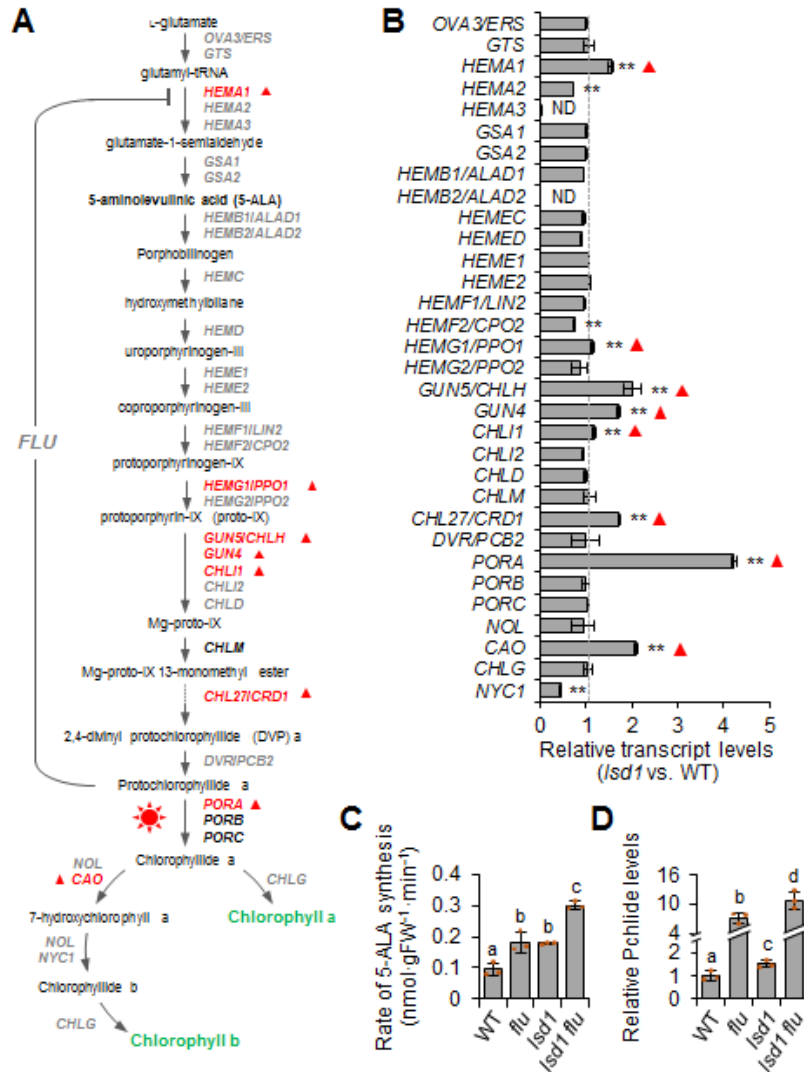 A
L-glutamate
OVA3/ERS
GTS
glutamyl-tRNA
HEMA1
HEMA2
HEMA3
glutamate-1-semialdehyde
GSA1
GSA2
5-aminolevulinic acid (5-ALA)
HEMB1/ALAD1
HEMB2/ALAD2
Porphobilinogen
HEMC
hydroxymethylbilane
HEMD
uroporphyrinogen-III
HEME1
HEME2
coproporphyrinogen-III
FLU
HEMF1/LIN2
HEMF2/CPO2
protoporphyrinogen-IX
HEMG1/PPO1
HEMG2/PPO2
protoporphyrin-IX (proto-IX)
GUN5/CHLH
GUN4
CHLI1
CHLI2
CHLD
Mg-proto-IX
CHLM
Mg-proto-IX 13-monomethyl ester
CHL27/CRD1
2,4-divinyl protochlorophyllide (DVP) a
DVR/PCB2
Protochlorophyllide a
PORA
PORB
PORC
Chlorophyllide a
NOL
CAO
CHLG
7-hydroxychlorophyll a
Chlorophyll a
NOL
NYC1
Chlorophyllide b
CHLG
Chlorophyll b
B
OVA3/ERS
GTS
HEMA1 **
HEMA2 **
HEMA3 ND
GSA1
GSA2
HEMB1/ALAD1
HEMB2/ALAD2 ND
HEMEC
HEMED
HEME1
HEME2
HEMF1/LIN2
HEMF2/CPO2 **
HEMG1/PPO1 **
HEMG2/PPO2
GUN5/CHLH **
GUN4 **
CHLI1 **
CHLI2
CHLD
CHLM
CHL27/CRD1 **
DVR/PCB2
PORA **
PORB
PORC
NOL
CAO **
CHLG
NYC1 **
0 1 2 3 4 5
Relative transcript levels
(lsd1 vs. WT)
C
Rate of 5-ALA synthesis
(nmol·gFW⁻¹·min⁻¹)
0.4
0.3
0.2
0.1
0
a b b c
WT flu lsd1 lsd1 flu
D
Relative Pchlide levels
16
10
4
2
1
0
a b c d
WT flu lsd1 lsd1 flu